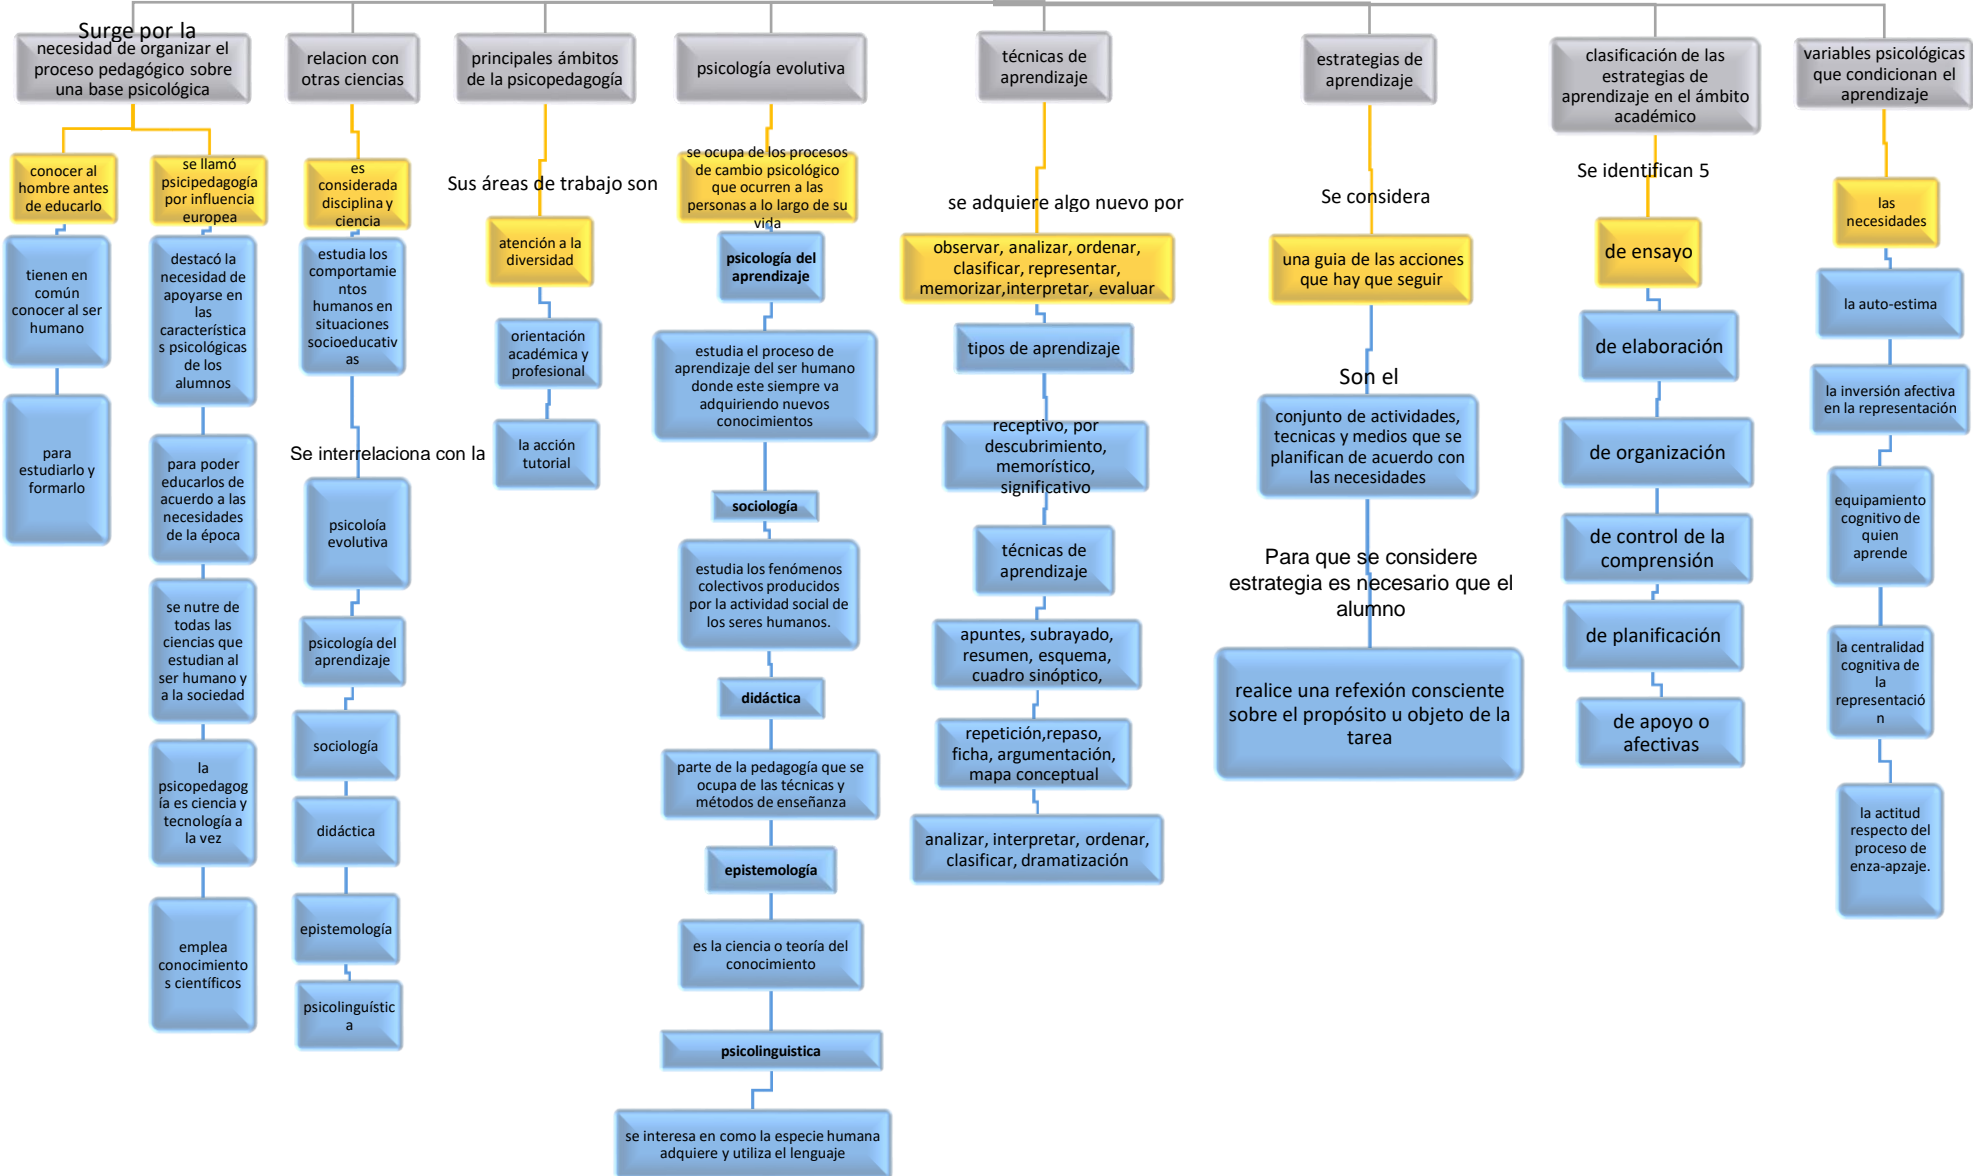 Surge por la
necesidad de organizar el
proceso pedagógico sobre
una base psicológica
conocer al
hombre antes
de educarlo
tienen en
común
conocer al ser
humano
para
estudiarlo y
formarlo
se llamó
psicipedagogía
por influencia
europea
destacó la
necesidad de
apoyarse en
las
característica
s psicológicas
de los
alumnos
para poder
educarlos de
acuerdo a las
necesidades
de la época
se nutre de
todas las
ciencias que
estudian al
ser humano y
a la sociedad
la
psicopedagog
ía es ciencia y
tecnología a
la vez
emplea
conocimiento
s científicos
relacion con
otras ciencias
es
considerada
disciplina y
ciencia
estudia los
comportamie
ntos
humanos en
situaciones
socioeducativ
as
Se interrelaciona con la
psicoloía
evolutiva
psicología del
aprendizaje
sociología
didáctica
epistemología
psicolinguístic
a
principales ámbitos
de la psicopedagogía
Sus áreas de trabajo son
atención a la
diversidad
orientación
académica y
profesional
la acción
tutorial
psicología evolutiva
se ocupa de los procesos
de cambio psicológico
que ocurren a las
personas a lo largo de su
vida
psicología del
aprendizaje
estudia el proceso de
aprendizaje del ser humano
donde este siempre va
adquiriendo nuevos
conocimientos
sociología
estudia los fenómenos
colectivos producidos
por la actividad social de
los seres humanos.
didáctica
parte de la pedagogía que se
ocupa de las técnicas y
métodos de enseñanza
epistemología
es la ciencia o teoría del
conocimiento
psicolinguistica
se interesa en como la especie humana
adquiere y utiliza el lenguaje
técnicas de
aprendizaje
se adquiere algo nuevo por
observar, analizar, ordenar,
clasificar, representar,
memorizar,interpretar, evaluar
tipos de aprendizaje
receptivo, por
descubrimiento,
memorístico,
significativo
técnicas de
aprendizaje
apuntes, subrayado,
resumen, esquema,
cuadro sinóptico,
repetición,repaso,
ficha, argumentación,
mapa conceptual
analizar, interpretar, ordenar,
clasificar, dramatización
estrategias de
aprendizaje
Se considera
una guia de las acciones
que hay que seguir
Son el
conjunto de actividades,
tecnicas y medios que se
planifican de acuerdo con
las necesidades
Para que se considere
estrategia es necesario que el
alumno
realice una refexión consciente
sobre el propósito u objeto de la
tarea
clasificación de las
estrategias de
aprendizaje en el ámbito
académico
Se identifican 5
de ensayo
de elaboración
de organización
de control de la
comprensión
de planificación
de apoyo o
afectivas
variables psicológicas
que condicionan el
aprendizaje
las
necesidades
la auto-estima
la inversión afectiva
en la representación
equipamiento
cognitivo de
quien
aprende
la centralidad
cognitiva de
la
representació
n
la actitud
respecto del
proceso de
enza-apzaje.